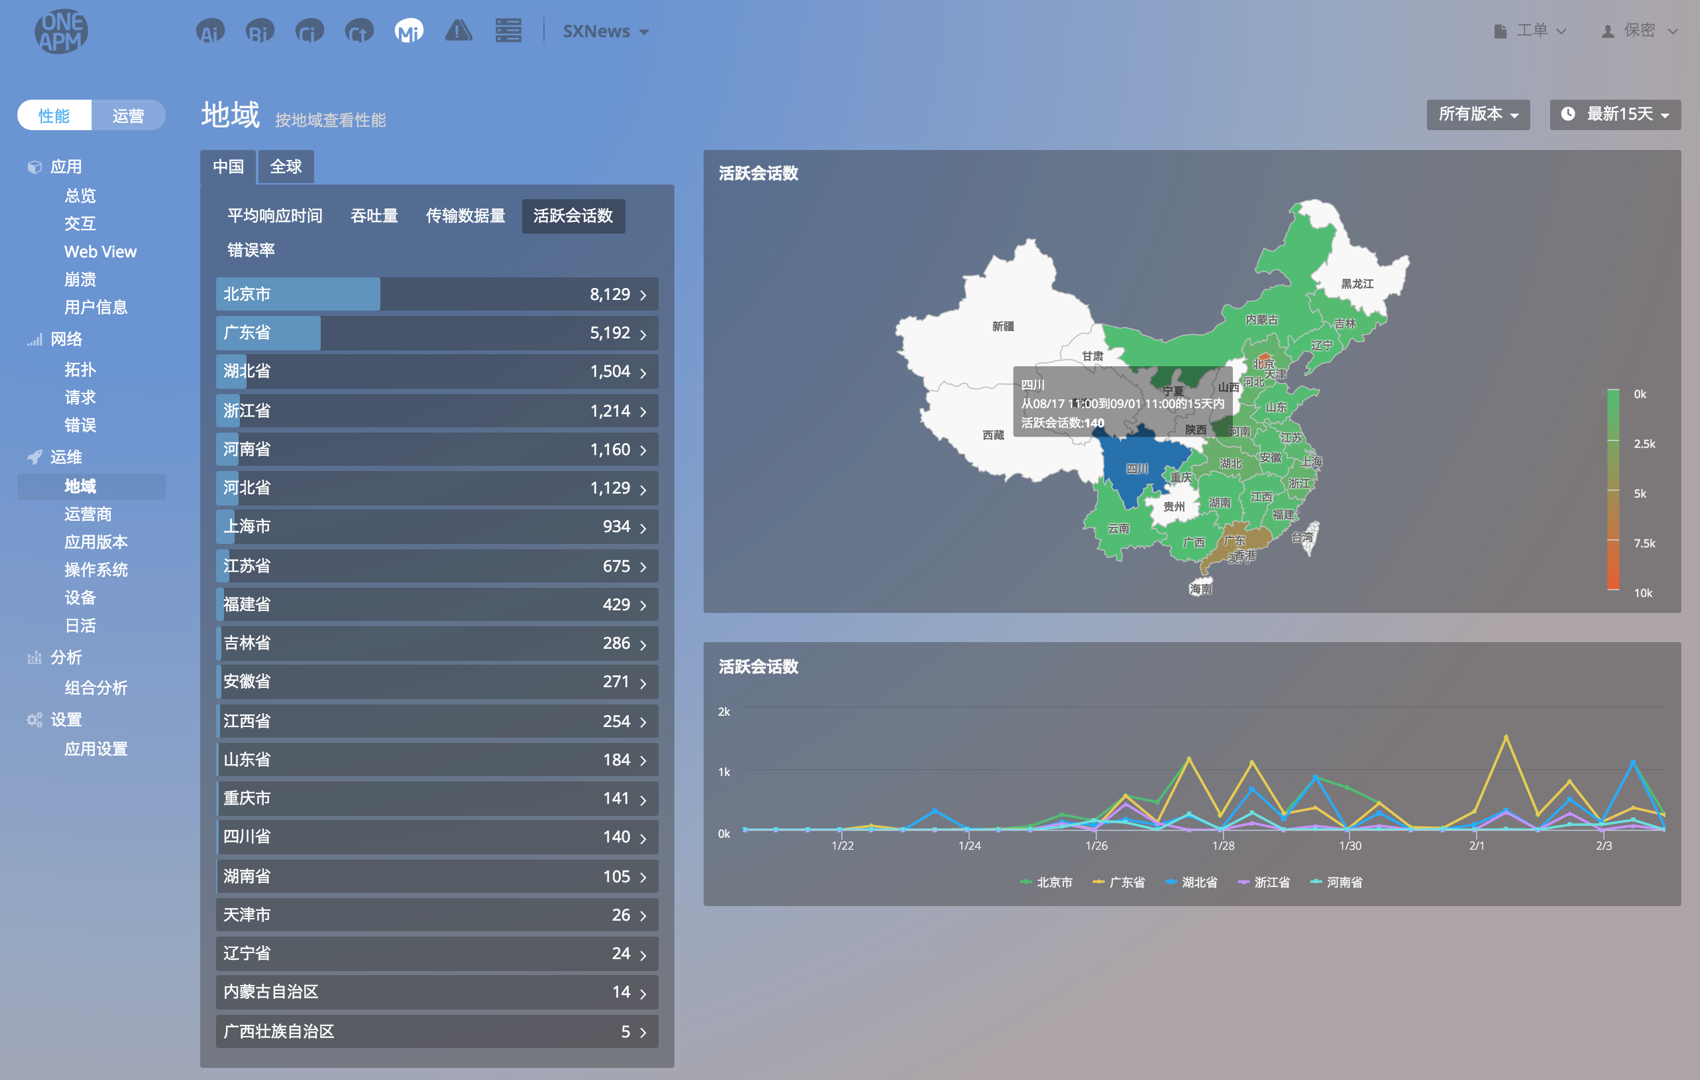 ONE
APM
Ai
Bi
Ci
Ct
Mi
SXNews
工单
保密
性能
运营
地域
按地域查看性能
所有版本
最新15天
应用
总览
交互
Web View
崩溃
用户信息
网络
拓扑
请求
错误
运维
地域
运营商
应用版本
操作系统
设备
日活
分析
组合分析
设置
应用设置
中国
全球
平均响应时间
吞吐量
传输数据量
活跃会话数
错误率
北京市 8,129
广东省 5,192
湖北省 1,504
浙江省 1,214
河南省 1,160
河北省 1,129
上海市 934
江苏省 675
福建省 429
吉林省 286
安徽省 271
江西省 254
山东省 184
重庆市 141
四川省 140
湖南省 105
天津市 26
辽宁省 24
内蒙古自治区 14
广西壮族自治区 5
活跃会话数
黑龙江
内蒙古
吉林
新疆
辽宁
甘肃
北京
天津
河北
山西
宁夏
四川
从08/17 11:00到09/01 11:00的15天内
活跃会话数:140
山东
西藏
陕西
河南
江苏
四川
湖北
安徽
上海
重庆
浙江
贵州
湖南
江西
福建
云南
广西
广东
香港
台湾
海南
0k
2.5k
5k
7.5k
10k
活跃会话数
2k
1k
0k
1/22
1/24
1/26
1/28
1/30
2/1
2/3
北京市
广东省
湖北省
浙江省
河南省